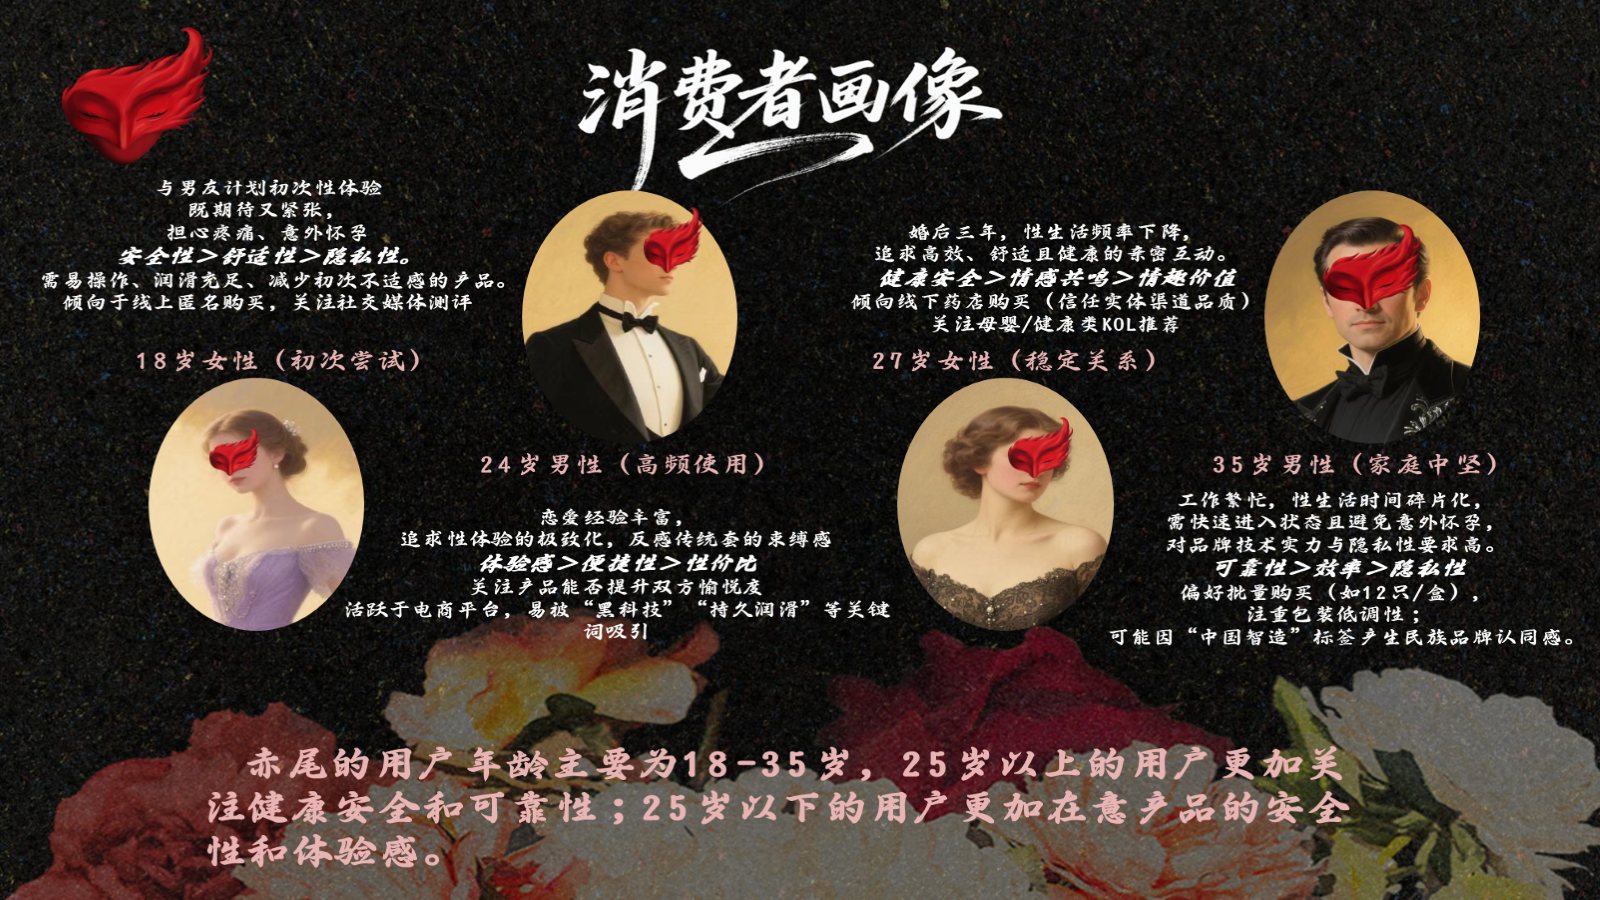 消费者画像
与男友计划初次性体验
既期待又紧张，
担心疼痛、意外怀孕
安全性>舒适性>隐私性。
需易操作、润滑充足、减少初次不适感的产品。
倾向于线上匿名购买，关注社交媒体测评
18岁女性（初次尝试）
24岁男性（高频使用）
恋爱经验丰富，
追求性体验的极致化，反感传统套的束缚感
体验感>便捷性>性价比
关注产品能否提升双方愉悦度
活跃于电商平台，易被“黑科技”“持久润滑”等关键
词吸引
婚后三年，性生活频率下降，
追求高效、舒适且健康的亲密互动。
健康安全>情感共鸣>情趣价值
倾向线下药店购买（信任实体渠道品质）
关注母婴/健康类KOL推荐
27岁女性（稳定关系）
35岁男性（家庭中坚）
工作繁忙，性生活时间碎片化，
需快速进入状态且避免意外怀孕，
对品牌技术实力与隐私性要求高。
可靠性>效率>隐私性
偏好批量购买（如12只/盒），
注重包装低调性；
可能因“中国智造”标签产生民族品牌认同感。
赤尾的用户年龄主要为18-35岁，25岁以上的用户更加关
注健康安全和可靠性；25岁以下的用户更加在意产品的安全
性和体验感。